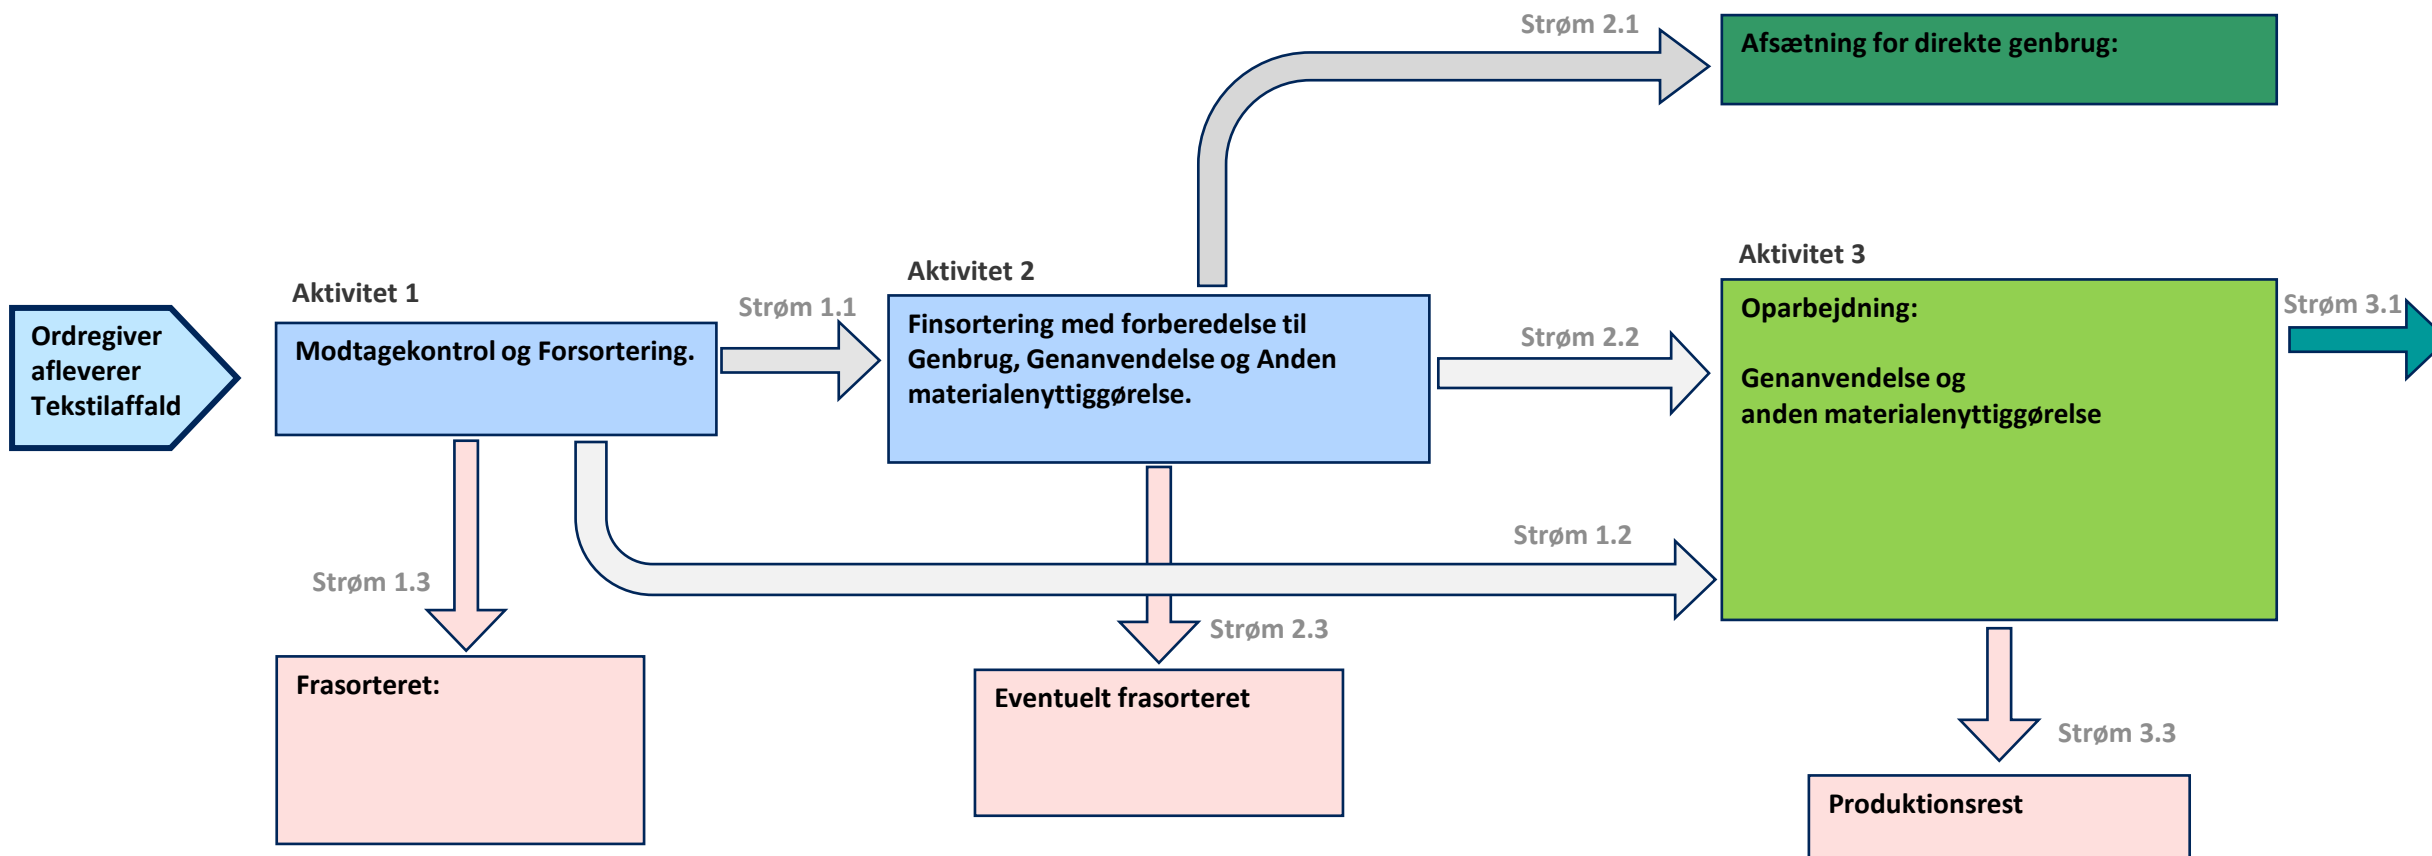 Strøm 2.1
Afsætning for direkte genbrug:
Aktivitet 3
Aktivitet 2
Aktivitet 1
Strøm 1.1
Strøm 3.1
Ordregiver
afleverer
Tekstilaffald
Modtagekontrol og Forsortering.
Finsortering med forberedelse til
Genbrug, Genanvendelse og Anden
materialenyttiggørelse.
Strøm 2.2
Oparbejdning:
Genanvendelse og
anden materialenyttiggørelse
Strøm 1.2
Strøm 1.3
Strøm 2.3
Frasorteret:
Eventuelt frasorteret
Strøm 3.3
Produktionsrest